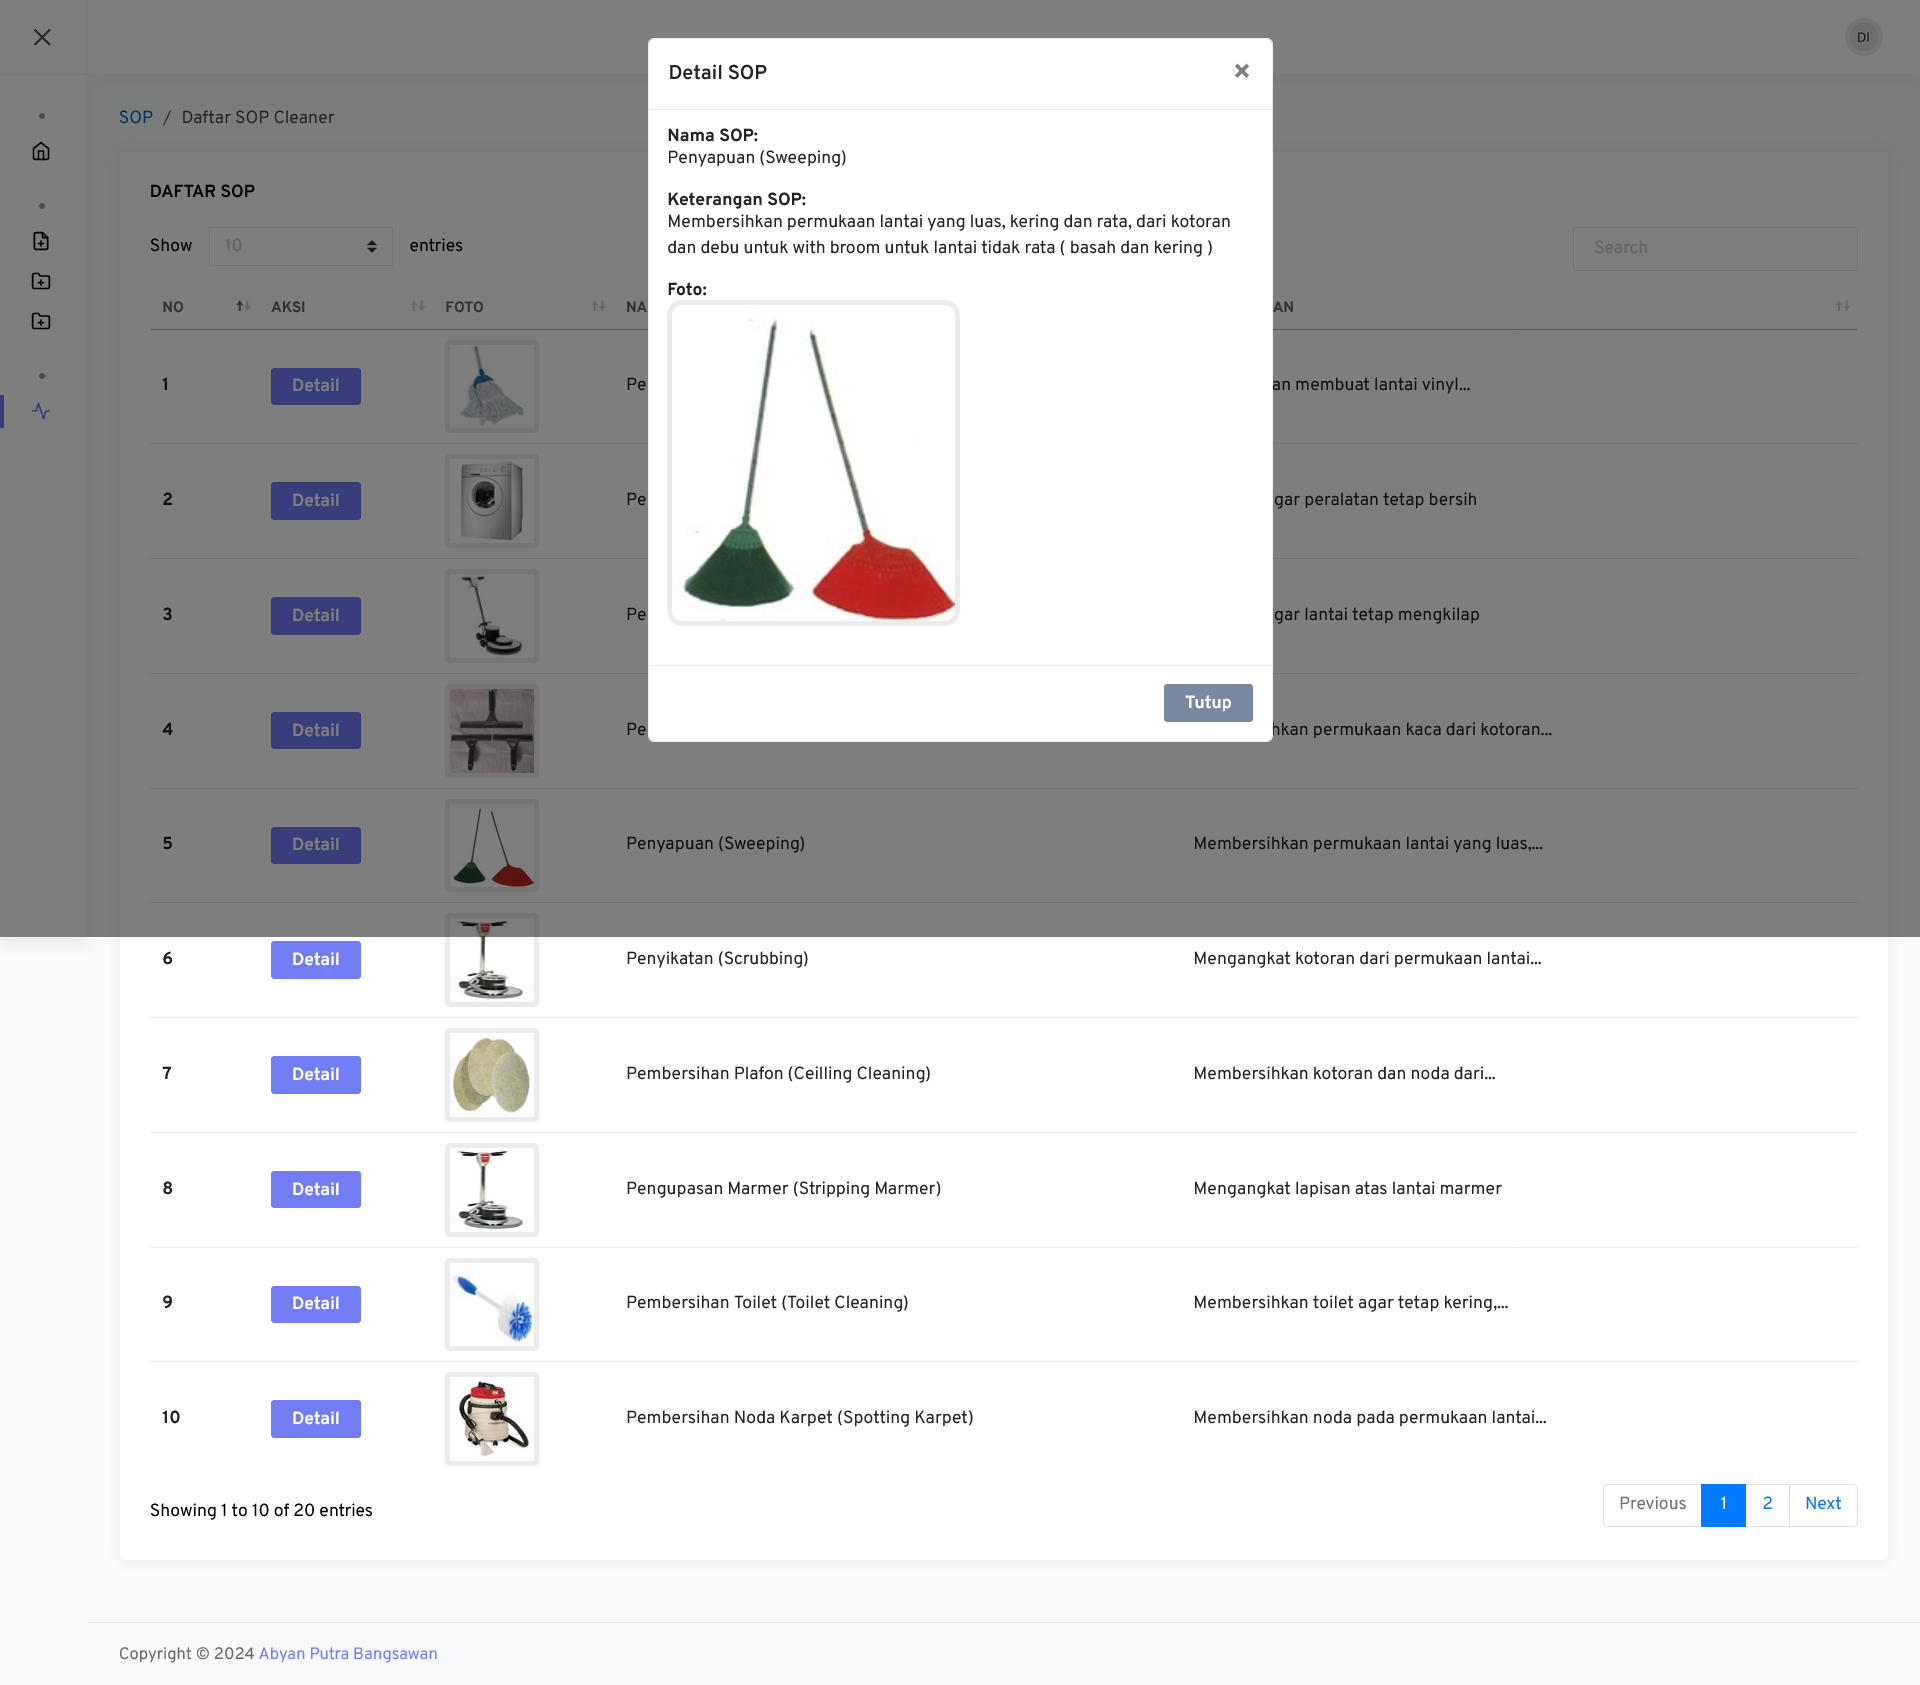 DI
SOP / Daftar SOP Cleaner
Detail SOP
Nama SOP:
Penyapuan (Sweeping)
Keterangan SOP:
Membersihkan permukaan lantai yang luas, kering dan rata, dari kotoran
dan debu untuk with broom untuk lantai tidak rata ( basah dan kering )
Foto:
Tutup
DAFTAR SOP
Show 10 entries
Search
NO AKSI FOTO NA AN
1 Detail Pe an membuat lantai vinyl...
2 Detail Pe gar peralatan tetap bersih
3 Detail Pe gar lantai tetap mengkilap
4 Detail Pe hkan permukaan kaca dari kotoran...
5 Detail Penyapuan (Sweeping) Membersihkan permukaan lantai yang luas,...
6 Detail Penyikatan (Scrubbing) Mengangkat kotoran dari permukaan lantai...
7 Detail Pembersihan Plafon (Ceilling Cleaning) Membersihkan kotoran dan noda dari...
8 Detail Pengupasan Marmer (Stripping Marmer) Mengangkat lapisan atas lantai marmer
9 Detail Pembersihan Toilet (Toilet Cleaning) Membersihkan toilet agar tetap kering,...
10 Detail Pembersihan Noda Karpet (Spotting Karpet) Membersihkan noda pada permukaan lantai...
Showing 1 to 10 of 20 entries
Previous 1 2 Next
Copyright © 2024 Abyan Putra Bangsawan